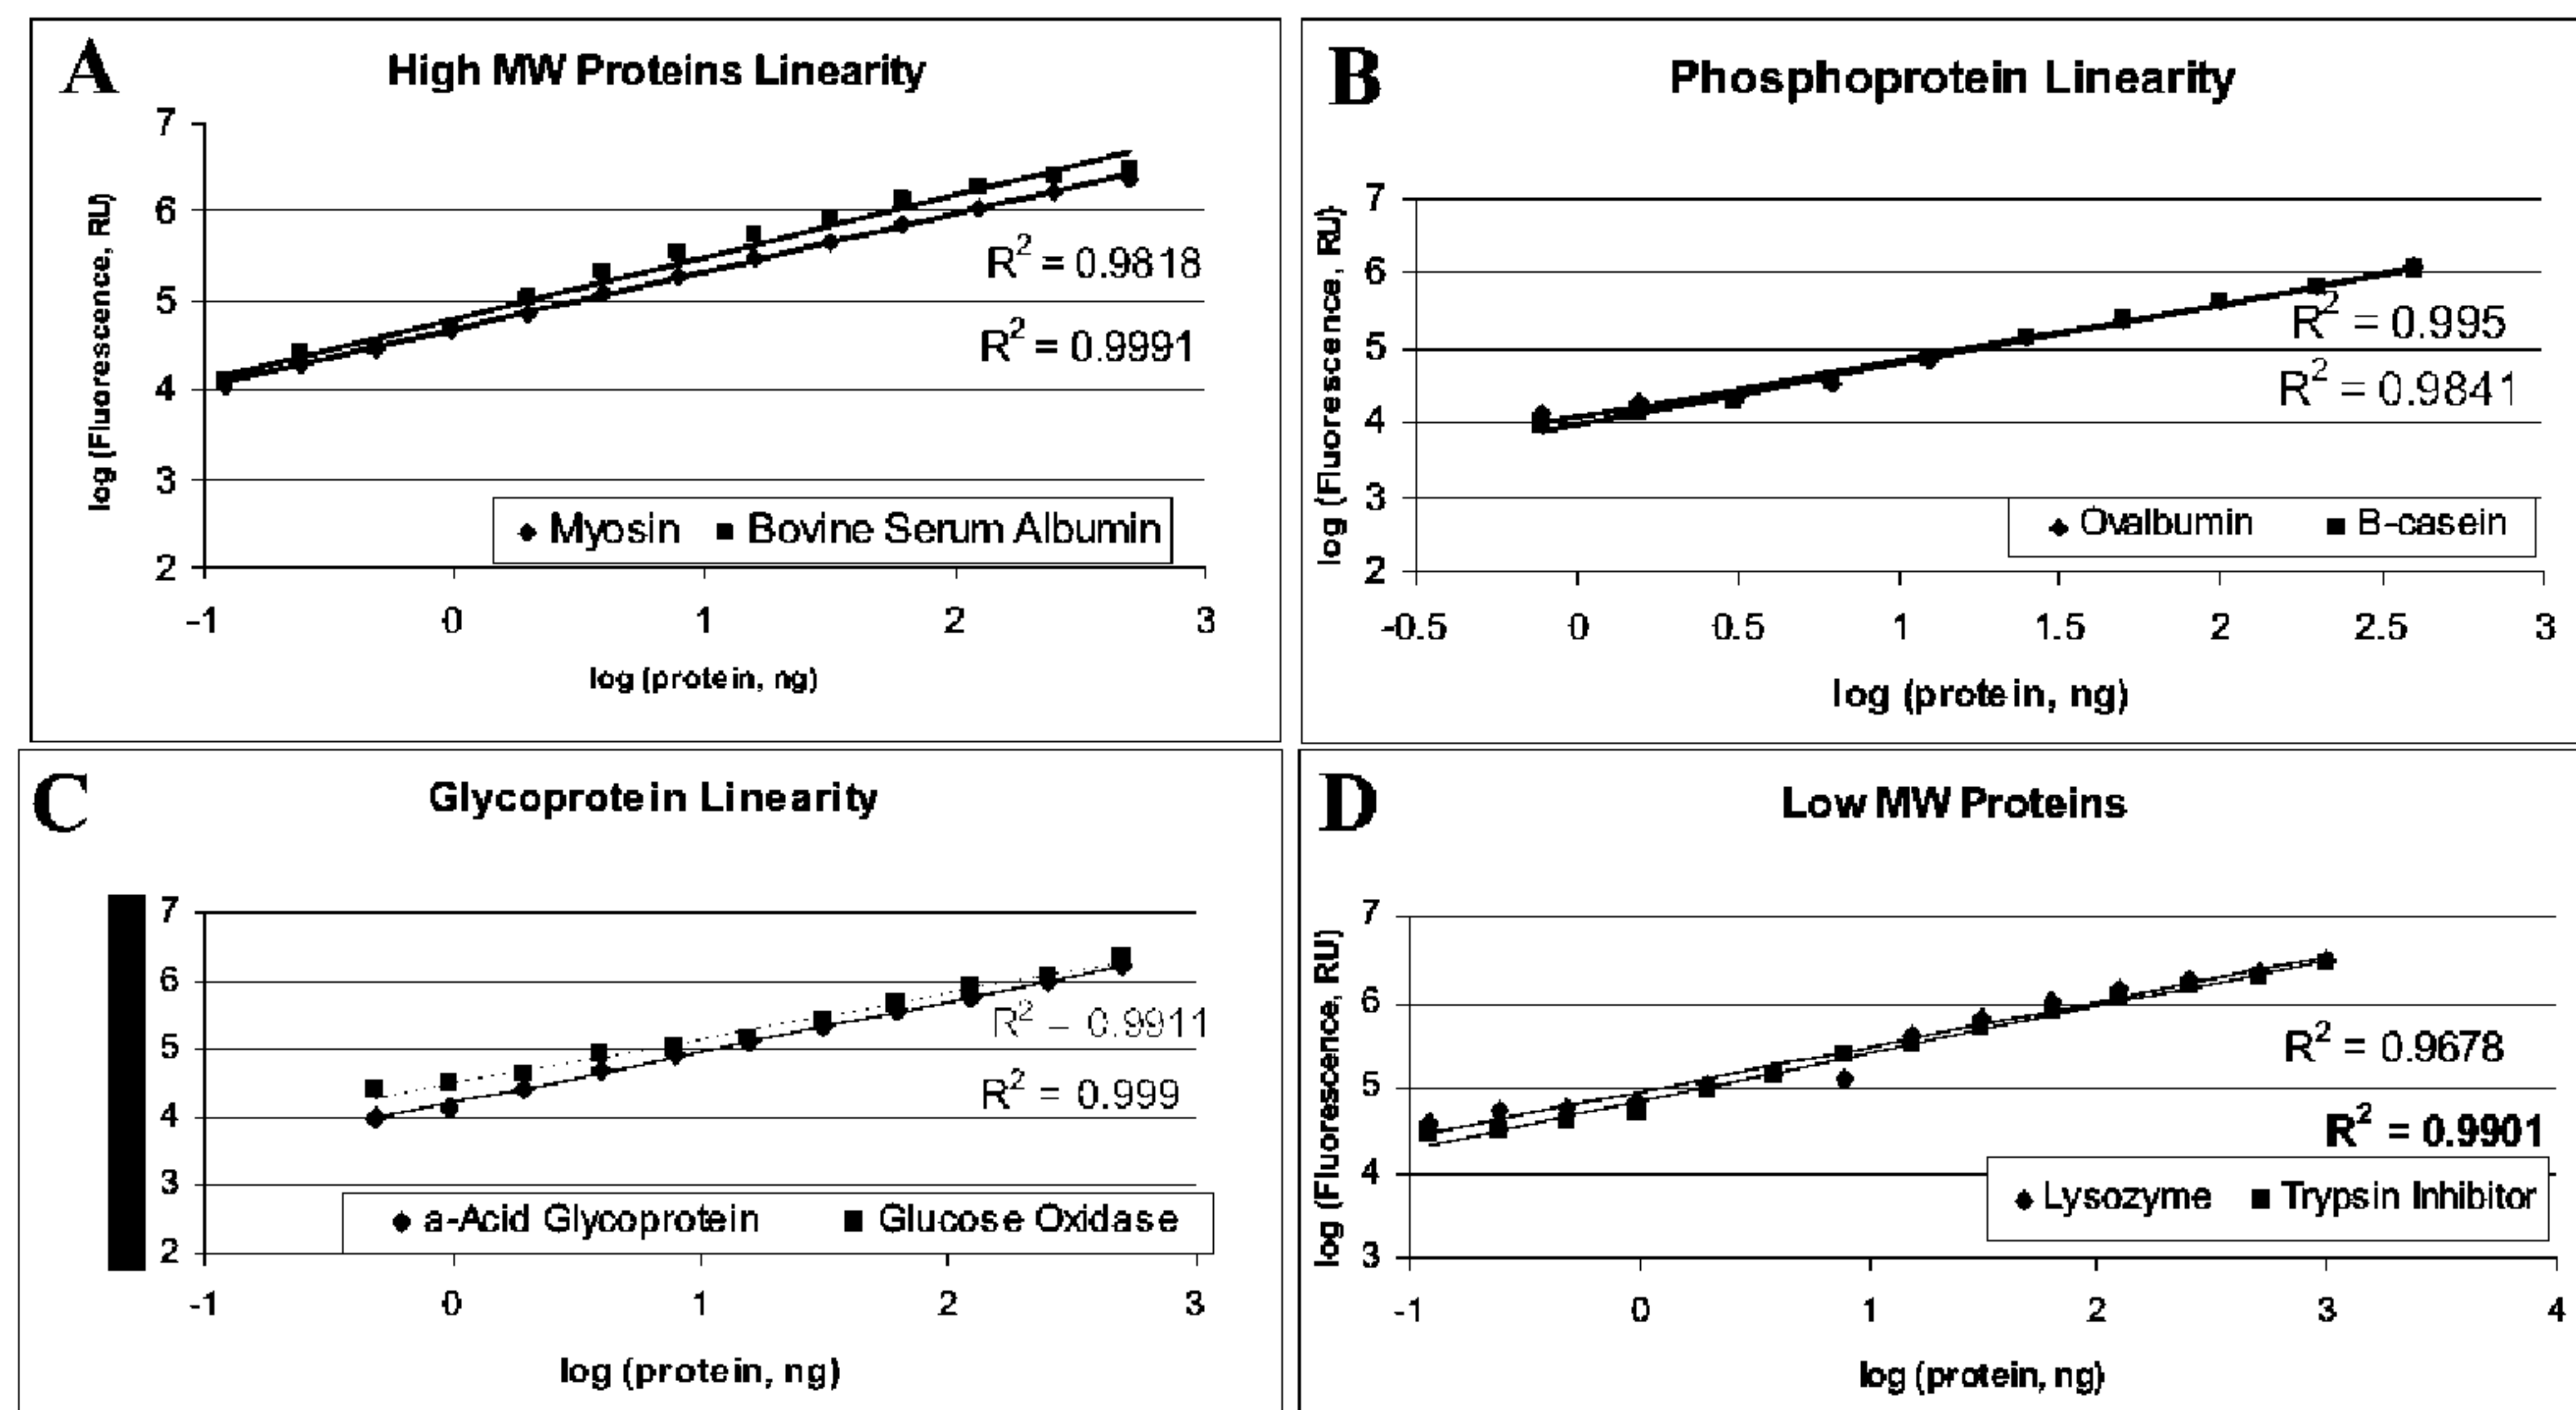 A
High MW Proteins Linearity
log (Fluorescence, RU)
7
6
5
4
3
2
R² = 0.9818
R² = 0.9991
Myosin Bovine Serum Albumin
-1 0 1 2 3
log (protein, ng)
B
Phosphoprotein Linearity
log (Fluorescence, RU)
7
6
5
4
3
2
R² = 0.995
R² = 0.9841
Ovalbumin B-casein
-0.5 0 0.5 1 1.5 2 2.5 3
log (protein, ng)
C
Glycoprotein Linearity
7
6
5
4
3
2
R² = 0.9911
R² = 0.999
a-Acid Glycoprotein Glucose Oxidase
-1 0 1 2 3
log (protein, ng)
D
Low MW Proteins
log (Fluorescence, RU)
7
6
5
4
3
R² = 0.9678
R² = 0.9901
Lysozyme Trypsin Inhibitor
-1 0 1 2 3 4
log (protein, ng)